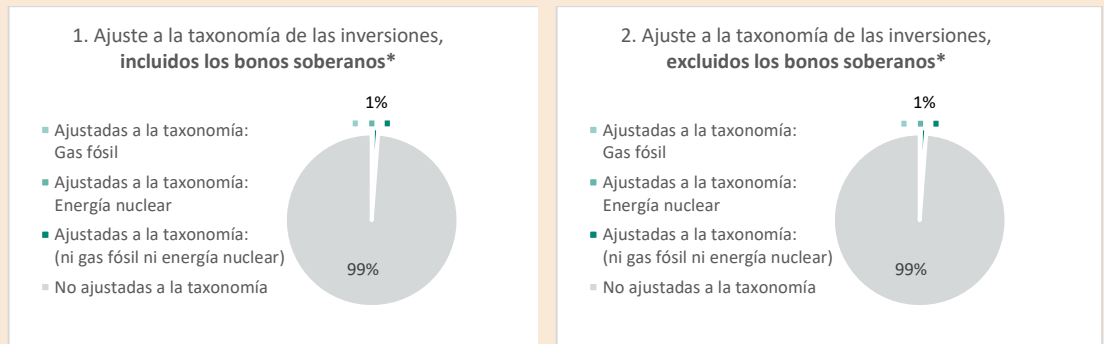 1. Ajuste a la taxonomía de las inversiones,
incluidos los bonos soberanos*
1%
Ajustadas a la taxonomía:
Gas fósil
Ajustadas a la taxonomía:
Energía nuclear
Ajustadas a la taxonomía:
(ni gas fósil ni energía nuclear)
No ajustadas a la taxonomía
99%
2. Ajuste a la taxonomía de las inversiones,
excluidos los bonos soberanos*
1%
Ajustadas a la taxonomía:
Gas fósil
Ajustadas a la taxonomía:
Energía nuclear
Ajustadas a la taxonomía:
(ni gas fósil ni energía nuclear)
No ajustadas a la taxonomía
99%